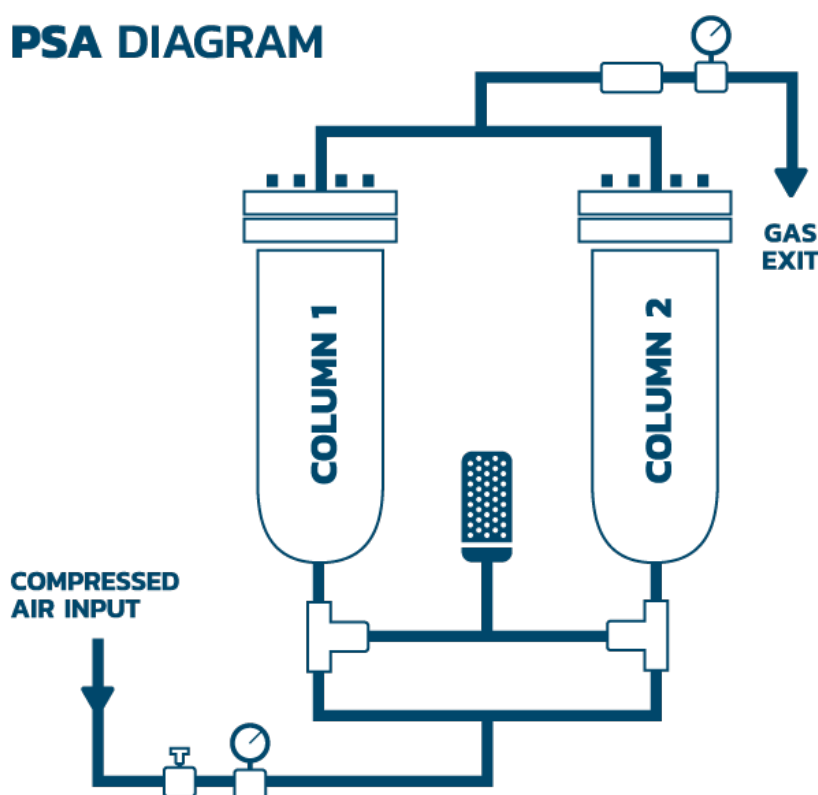 PSA DIAGRAM
GAS
EXIT
COLUMN 1
COLUMN 2
COMPRESSED
AIR INPUT